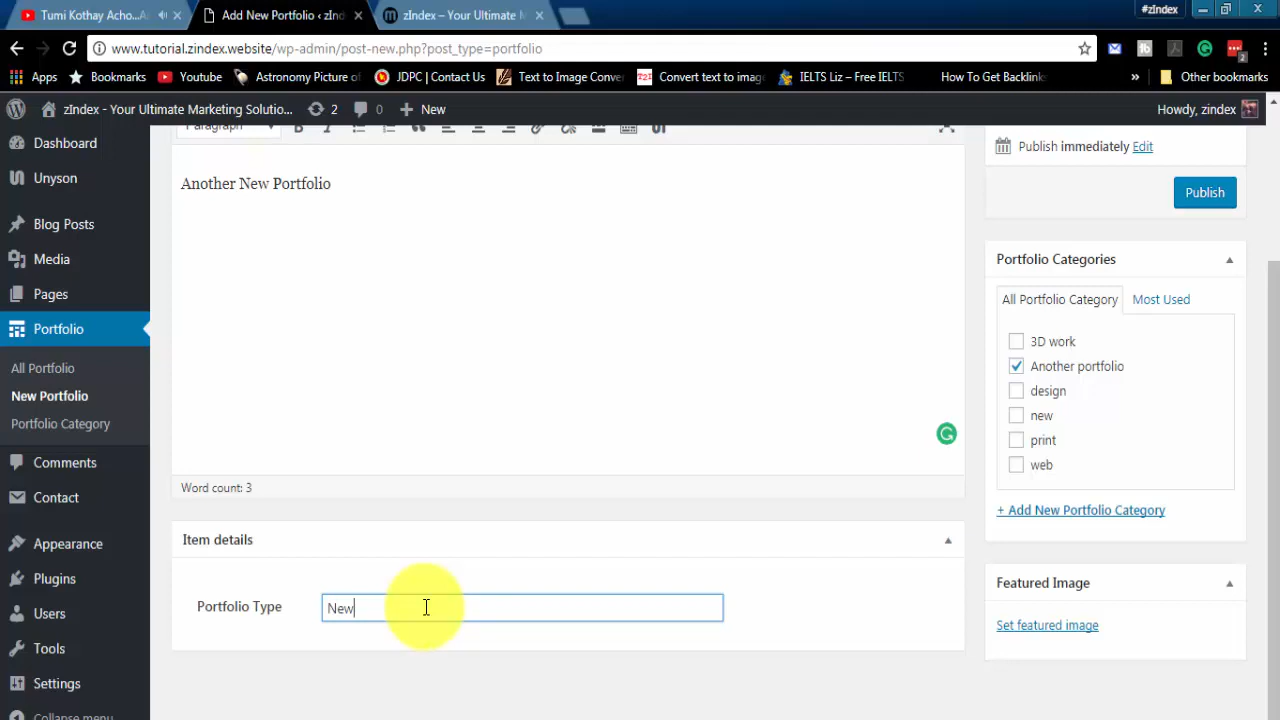 Tumi Kothay Acho...A
Add New Portfolio ‹ zInd
zIndex – Your Ultimate M
#zIndex
www.tutorial.zindex.website/wp-admin/post-new.php?post_type=portfolio
Apps
Bookmarks
Youtube
Astronomy Picture of
JDPC | Contact Us
Text to Image Conve
Convert text to imag
IELTS Liz – Free IELTS
How To Get Backlink
»
Other bookmarks
zIndex - Your Ultimate Marketing Solutio...
2
0
New
Howdy, zindex
Dashboard
Unyson
Blog Posts
Media
Pages
Portfolio
All Portfolio
New Portfolio
Portfolio Category
Comments
Contact
Appearance
Plugins
Users
Tools
Settings
Collapse menu
Paragraph
Another New Portfolio
Word count: 3
Item details
Portfolio Type
New
Publish immediately Edit
Publish
Portfolio Categories
All Portfolio Category
Most Used
3D work
Another portfolio
design
new
print
web
+ Add New Portfolio Category
Featured Image
Set featured image